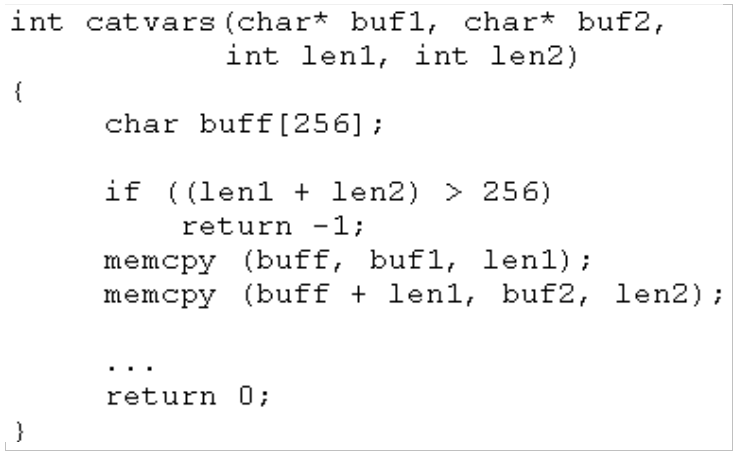 int catvars(char* buf1, char* buf2,
int len1, int len2)
{
char buff[256];
if ((len1 + len2) > 256)
return -1;
memcpy (buff, buf1, len1);
memcpy (buff + len1, buf2, len2);
...
return 0;
}